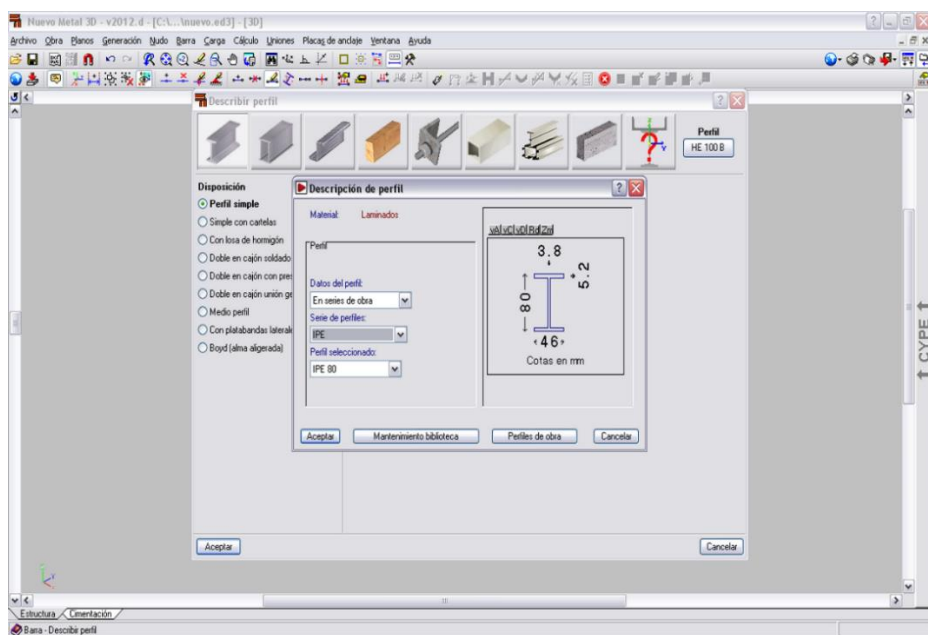 Nuevo Metal 3D - v2012.d - [C:\...\nuevo.ed3] - [3D]
Archivo Obra Planos Generación Nudo Barra Carga Cálculo Uniones Placas de anclaje Ventana Ayuda
Describir perfil
Perfil
HE 100 B
Disposición
Perfil simple
Simple con cartelas
Con losa de hormigón
Doble en cajón soldado
Doble en cajón con pres
Doble en cajón unión ge
Medio perfil
Con platabandas laterale
Boyd (alma aligerada)
Descripción de perfil
Material: Laminados
Perfil
Datos del perfil:
En series de obra
Serie de perfiles:
IPE
Perfil seleccionado:
IPE 80
3.8
5.2
80
46
Cotas en mm
Aceptar Mantenimiento biblioteca Perfiles de obra Cancelar
Aceptar Cancelar
CYPE
Estructura Cimentación
Barra - Describir perfil